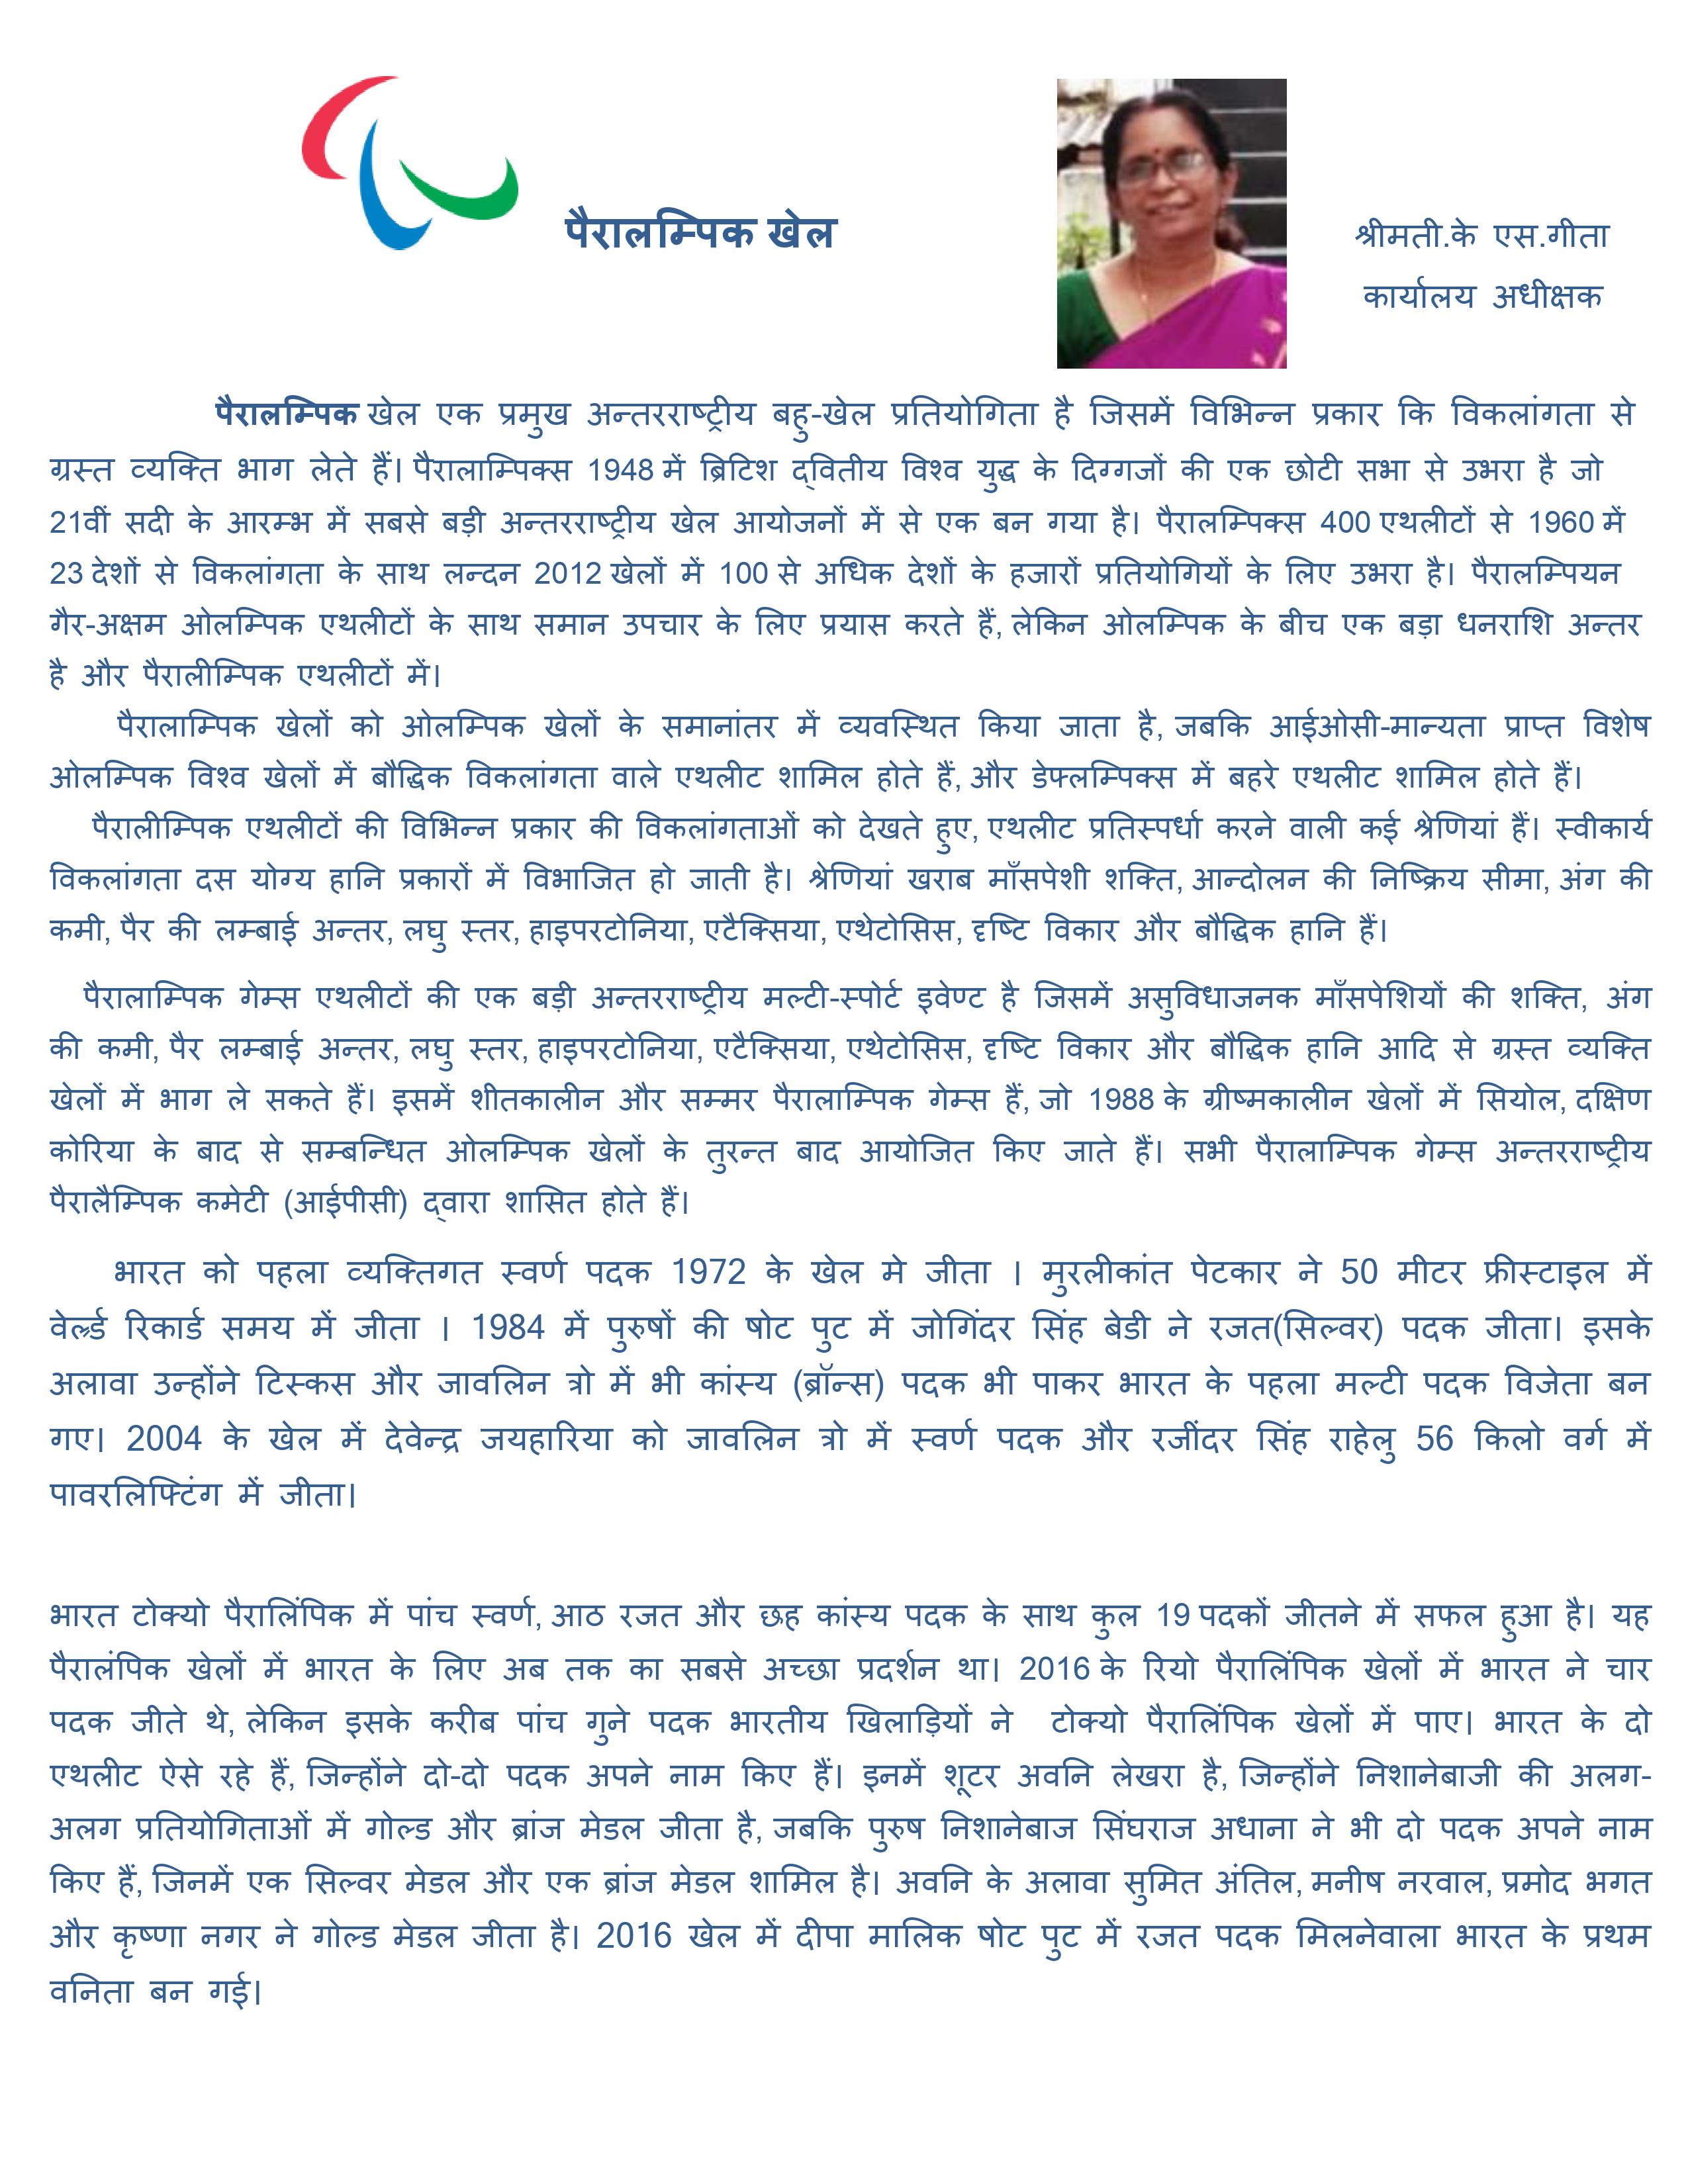 पैरालम्पिक खेल
श्रीमती.के एस.गीता
कार्यालय अधीक्षक
पैरालम्पिक खेल एक प्रमुख अन्तरराष्ट्रीय बहु-खेल प्रतियोगिता है जिसमें विभिन्न प्रकार कि विकलांगता से
ग्रस्त व्यक्ति भाग लेते हैं। पैरालाम्पिक्स 1948 में ब्रिटिश द्वितीय विश्व युद्ध के दिग्गजों की एक छोटी सभा से उभरा है जो
21वीं सदी के आरम्भ में सबसे बड़ी अन्तरराष्ट्रीय खेल आयोजनों में से एक बन गया है। पैरालम्पिक्स 400 एथलीटों से 1960 में
23 देशों से विकलांगता के साथ लन्दन 2012 खेलों में 100 से अधिक देशों के हजारों प्रतियोगियों के लिए उभरा है। पैरालम्पियन
गैर-अक्षम ओलम्पिक एथलीटों के साथ समान उपचार के लिए प्रयास करते हैं, लेकिन ओलम्पिक के बीच एक बड़ा धनराशि अन्तर
है और पैरालीम्पिक एथलीटों में।
पैरालाम्पिक खेलों को ओलम्पिक खेलों के समानांतर में व्यवस्थित किया जाता है, जबकि आईओसी-मान्यता प्राप्त विशेष
ओलम्पिक विश्व खेलों में बौद्धिक विकलांगता वाले एथलीट शामिल होते हैं, और डेफ्लम्पिक्स में बहरे एथलीट शामिल होते हैं।
पैरालीम्पिक एथलीटों की विभिन्न प्रकार की विकलांगताओं को देखते हुए, एथलीट प्रतिस्पर्धा करने वाली कई श्रेणियां हैं। स्वीकार्य
विकलांगता दस योग्य हानि प्रकारों में विभाजित हो जाती है। श्रेणियां खराब माँसपेशी शक्ति, आन्दोलन की निष्क्रिय सीमा, अंग की
कमी, पैर की लम्बाई अन्तर, लघु स्तर, हाइपरटोनिया, एटैक्सिया, एथेटोसिस, दृष्टि विकार और बौद्धिक हानि हैं।
पैरालाम्पिक गेम्स एथलीटों की एक बड़ी अन्तरराष्ट्रीय मल्टी-स्पोर्ट इवेण्ट है जिसमें असुविधाजनक माँसपेशियों की शक्ति, अंग
की कमी, पैर लम्बाई अन्तर, लघु स्तर, हाइपरटोनिया, एटैक्सिया, एथेटोसिस, दृष्टि विकार और बौद्धिक हानि आदि से ग्रस्त व्यक्ति
खेलों में भाग ले सकते हैं। इसमें शीतकालीन और सम्मर पैरालाम्पिक गेम्स हैं, जो 1988 के ग्रीष्मकालीन खेलों में सियोल, दक्षिण
कोरिया के बाद से सम्बन्धित ओलम्पिक खेलों के तुरन्त बाद आयोजित किए जाते हैं। सभी पैरालाम्पिक गेम्स अन्तरराष्ट्रीय
पैरालैम्पिक कमेटी (आईपीसी) द्वारा शासित होते हैं।
भारत को पहला व्यक्तिगत स्वर्ण पदक 1972 के खेल मे जीता । मुरलीकांत पेटकार ने 50 मीटर फ्रीस्टाइल में
वेर्ल्ड रिकार्ड समय में जीता । 1984 में पुरुषों की षोट पुट में जोगिंदर सिंह बेडी ने रजत(सिल्वर) पदक जीता। इसके
अलावा उन्होंने टिस्कस और जावलिन त्रो में भी कांस्य (ब्रॉन्स) पदक भी पाकर भारत के पहला मल्टी पदक विजेता बन
गए। 2004 के खेल में देवेन्द्र जयहारिया को जावलिन त्रो में स्वर्ण पदक और रजींदर सिंह राहेलु 56 किलो वर्ग में
पावरलिफ्टिंग में जीता।
भारत टोक्यो पैरालिंपिक में पांच स्वर्ण, आठ रजत और छह कांस्य पदक के साथ कुल 19 पदकों जीतने में सफल हुआ है। यह
पैरालंपिक खेलों में भारत के लिए अब तक का सबसे अच्छा प्रदर्शन था। 2016 के रियो पैरालिंपिक खेलों में भारत ने चार
पदक जीते थे, लेकिन इसके करीब पांच गुने पदक भारतीय खिलाड़ियों ने टोक्यो पैरालिंपिक खेलों में पाए। भारत के दो
एथलीट ऐसे रहे हैं, जिन्होंने दो-दो पदक अपने नाम किए हैं। इनमें शूटर अवनि लेखरा है, जिन्होंने निशानेबाजी की अलग-
अलग प्रतियोगिताओं में गोल्ड और ब्रांज मेडल जीता है, जबकि पुरुष निशानेबाज सिंघराज अधाना ने भी दो पदक अपने नाम
किए हैं, जिनमें एक सिल्वर मेडल और एक ब्रांज मेडल शामिल है। अवनि के अलावा सुमित अंतिल, मनीष नरवाल, प्रमोद भगत
और कृष्णा नगर ने गोल्ड मेडल जीता है। 2016 खेल में दीपा मालिक षोट पुट में रजत पदक मिलनेवाला भारत के प्रथम
वनिता बन गई।